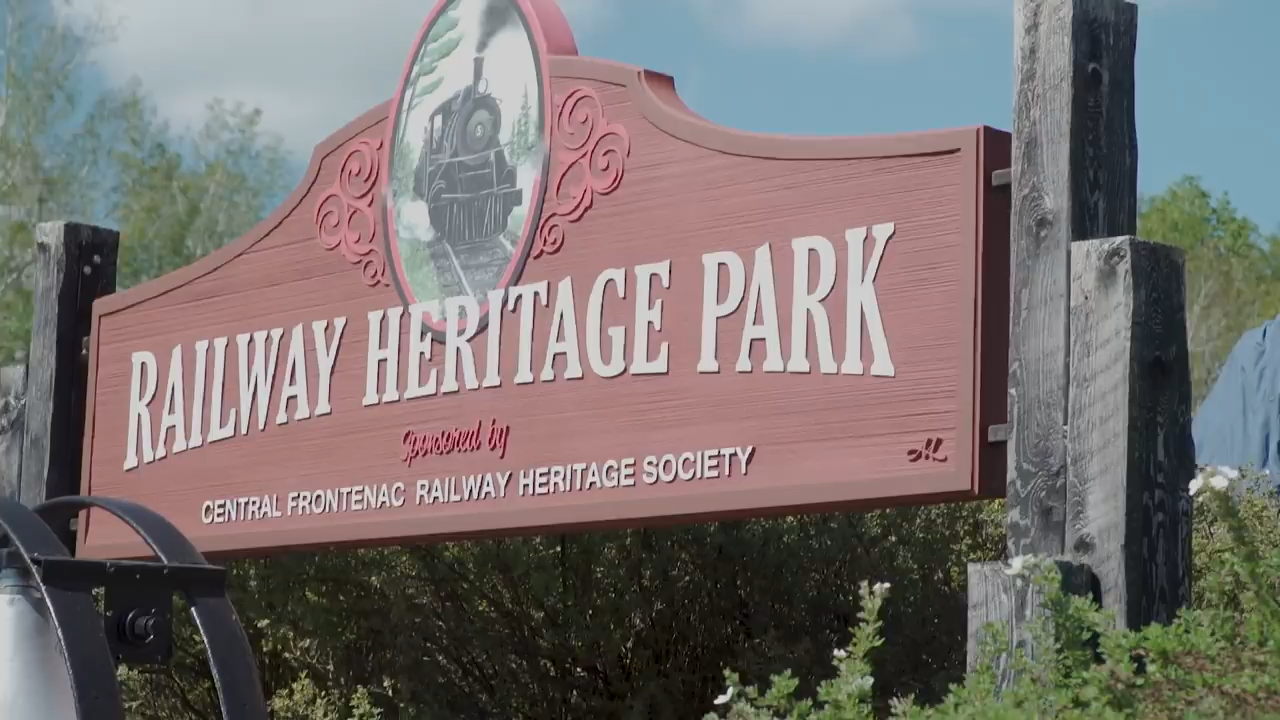 RAILWAY HERITAGE PARK
Sponsored by
CENTRAL FRONTENAC RAILWAY HERITAGE SOCIETY